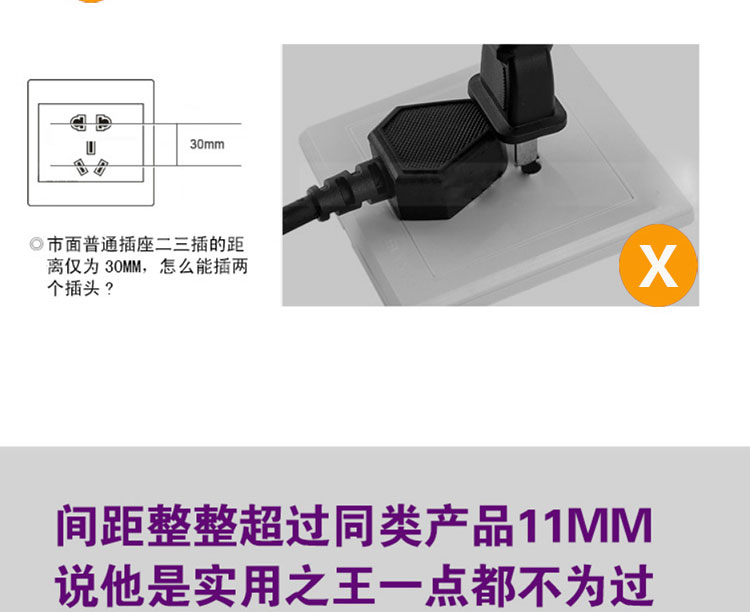 30mm
◎市面普通插座二三插的距
离仅为 30MM，怎么能插两
个插头？
X
间距整整超过同类产品11MM
说他是实用之王一点都不为过